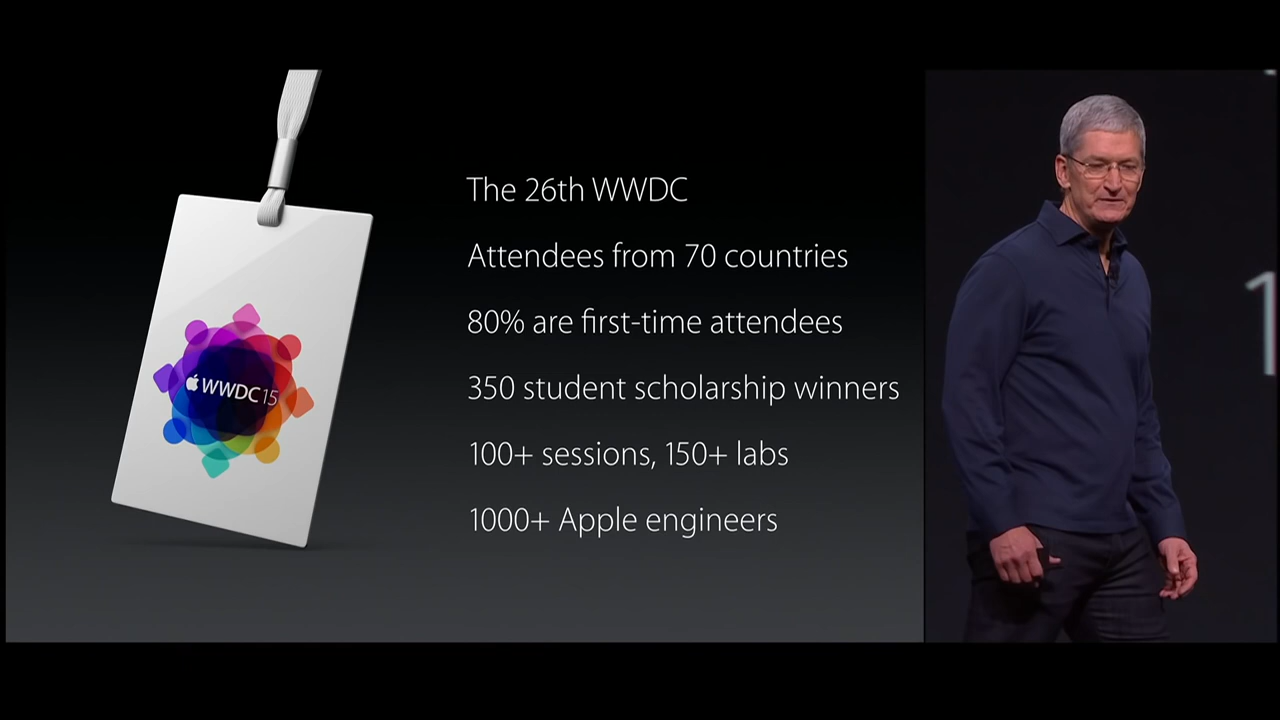 WWDC15
The 26th WWDC
Attendees from 70 countries
80% are first-time attendees
350 student scholarship winners
100+ sessions, 150+ labs
1000+ Apple engineers
1